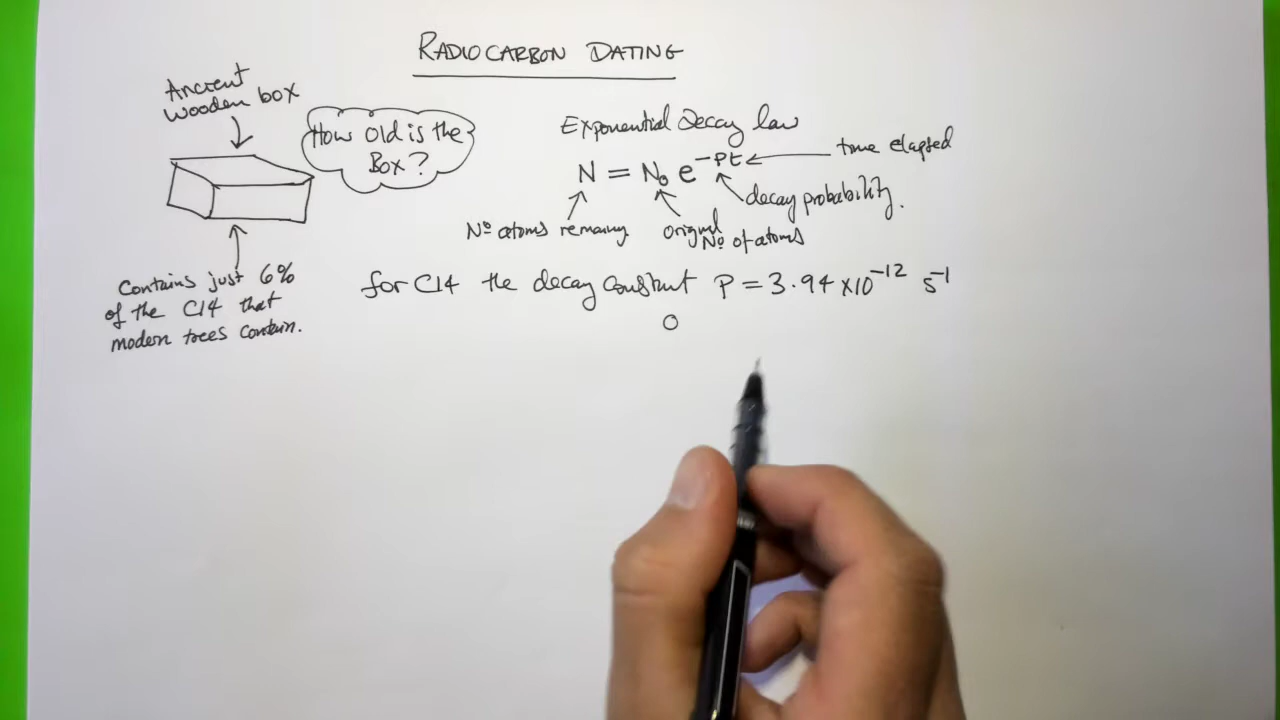 RADIOCARBON DATING
Ancient
wooden box
How old is the
Box?
Contains just 6%
of the C14 that
modern trees contain.
Exponential Decay law
N = N₀ e⁻ᵖᵗ
time elapsed
decay probability.
Nº atoms remaining
original
Nº of atoms
for C14 the decay constant P = 3.94 ×10⁻¹² s⁻¹
0